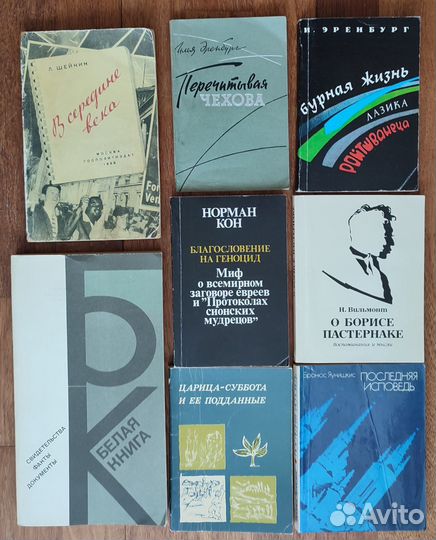 Л. ШЕЙНИН
В середине
века
МОСКВА
ГОСПОЛИТИЗДАТ
Илья Эренбург
Перечитывая
ЧЕХОВА
И. ЭРЕНБУРГ
бурная жизнь
ЛАЗИКА
РОЙТШВАНЕЦА
НОРМАН
КОН
БЛАГОСЛОВЕНИЕ
НА ГЕНОЦИД
Миф
о всемирном
заговоре евреев
и "Протоколах
сионских
мудрецов"
Н. Вильмонт
О БОРИСЕ
ПАСТЕРНАКЕ
Воспоминания и мысли
БК
БЕЛАЯ
КНИГА
СВИДЕТЕЛЬСТВА
ФАКТЫ
ДОКУМЕНТЫ
ЦАРИЦА-СУББОТА
И ЕЕ ПОДДАННЫЕ
Бронюс Яуницкис
ПОСЛЕДНЯЯ
ИСПОВЕДЬ
Avito